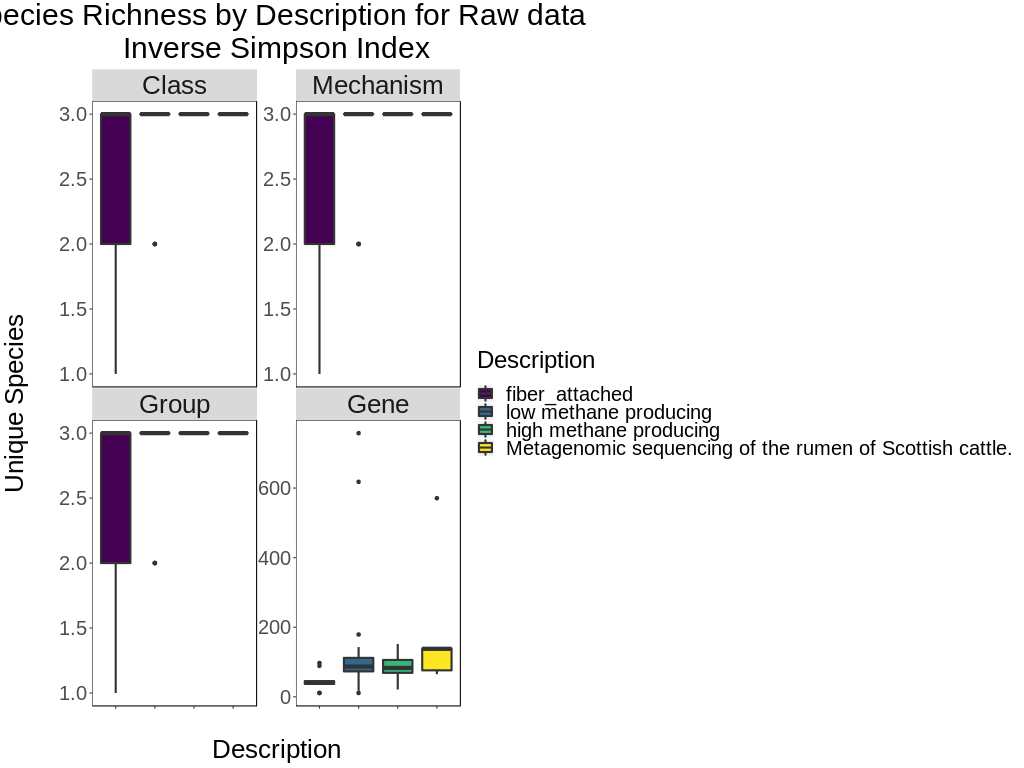 ecies Richness by Description for Raw data
Inverse Simpson Index
Class
Mechanism
3.0
2.5
2.0
1.5
1.0
3.0
2.5
2.0
1.5
1.0
Group
Gene
3.0
2.5
2.0
1.5
1.0
600
400
200
0
Unique Species
Description
Description
fiber_attached
low methane producing
high methane producing
Metagenomic sequencing of the rumen of Scottish cattle.